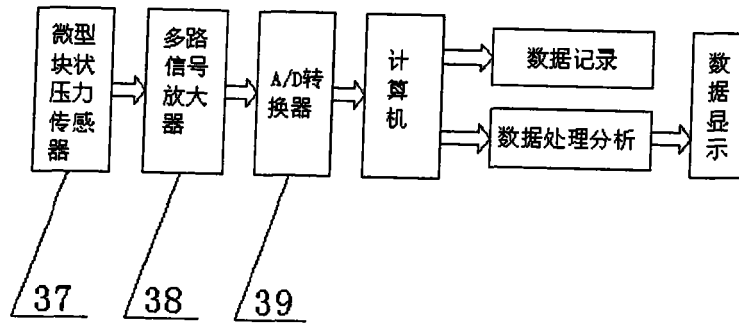 微型
块状
压力
传感
器
多路
信号
放大
器
A/D转
换器
计
算
机
数据记录
数据处理分析
数
据
显
示
37
38
39